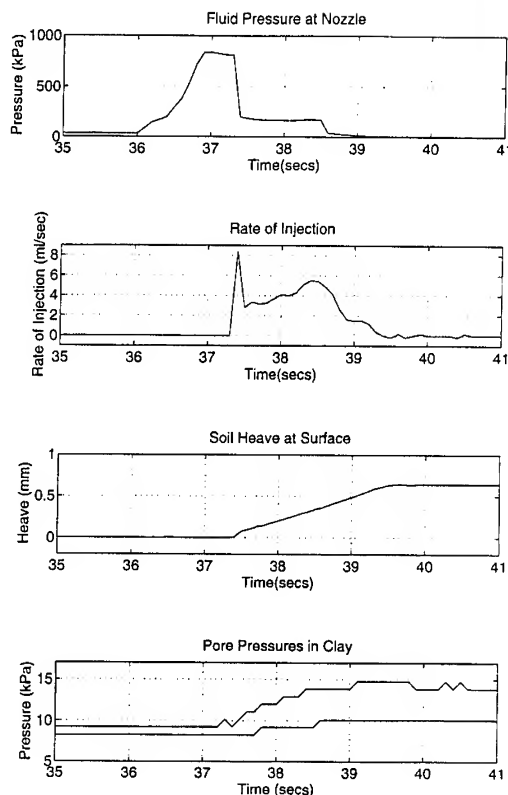 Fluid Pressure at Nozzle
Pressure (kPa)
1000
500
0
35 36 37 38 39 40 41
Time(secs)
Rate of Injection
Rate of Injection (ml/sec)
8
6
4
2
0
35 36 37 38 39 40 41
Time(secs)
Soil Heave at Surface
Heave (mm)
1
0.5
0
35 36 37 38 39 40 41
Time(secs)
Pore Pressures in Clay
Pressure (kPa)
15
10
5
35 36 37 38 39 40 41
Time (secs)